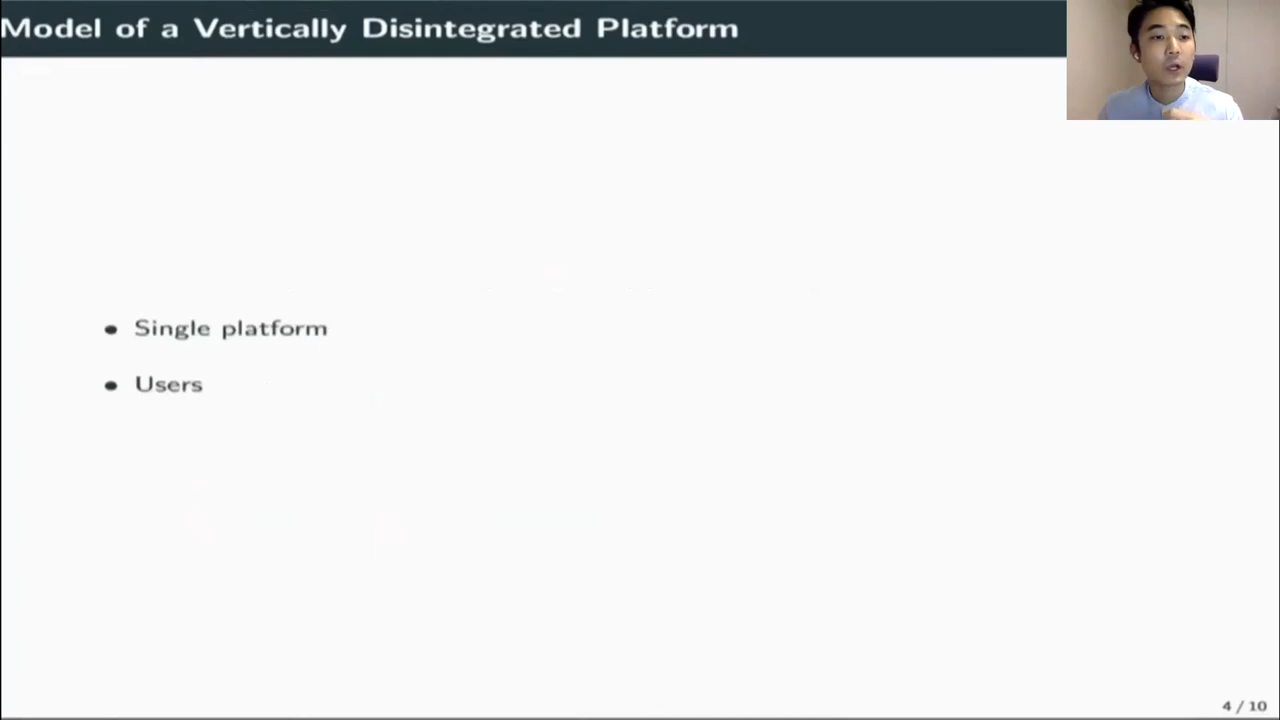 Model of a Vertically Disintegrated Platform
• Single platform
• Users
4 / 10